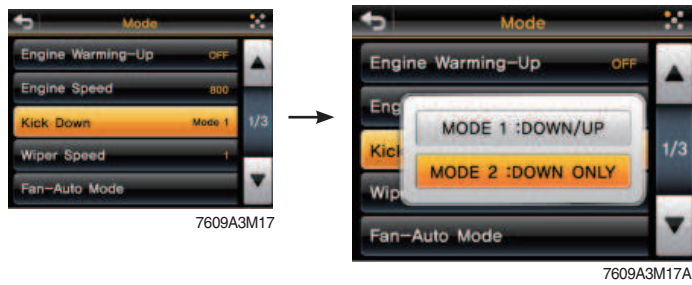 Mode
Engine Warming-Up OFF
Engine Speed 800
Kick Down Mode 1
1/3
Wiper Speed 1
Fan-Auto Mode
7609A3M17
Mode
Engine Warming-Up OFF
Eng
MODE 1 :DOWN/UP
Kick
1/3
MODE 2 :DOWN ONLY
Wip
Fan-Auto Mode
7609A3M17A